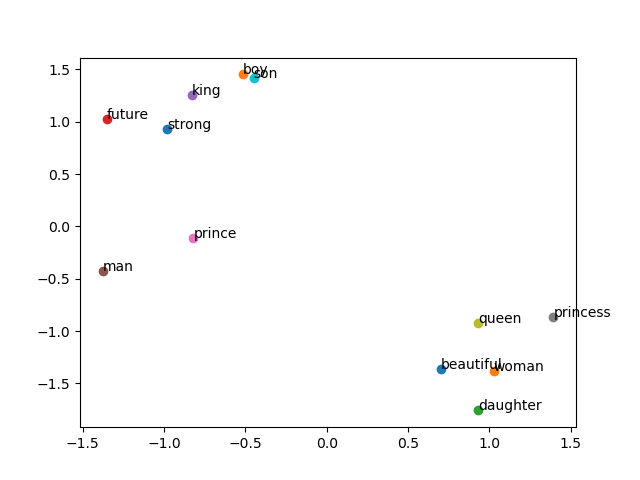 1.5
1.0
0.5
0.0
−0.5
−1.0
−1.5
boy
son
king
future
strong
prince
man
queen
princess
beautiful
woman
daughter
−1.5 −1.0 −0.5 0.0 0.5 1.0 1.5